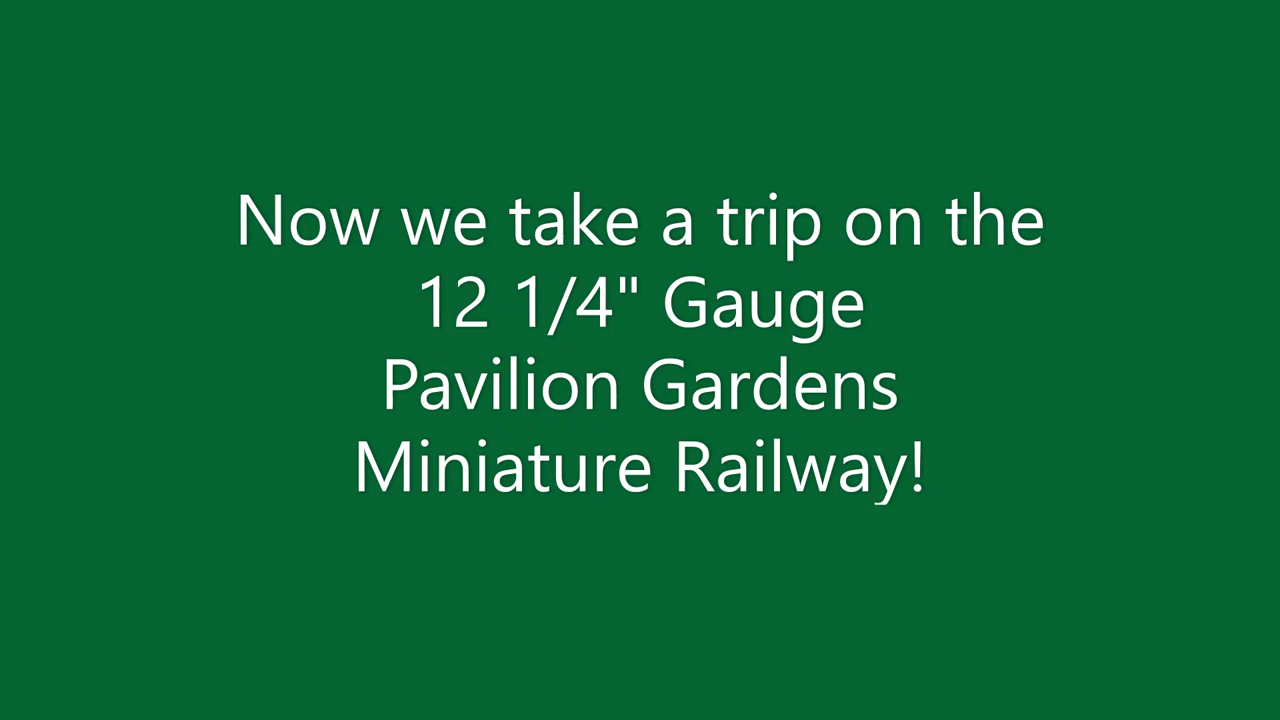 Now we take a trip on the
12 1/4" Gauge
Pavilion Gardens
Miniature Railway!